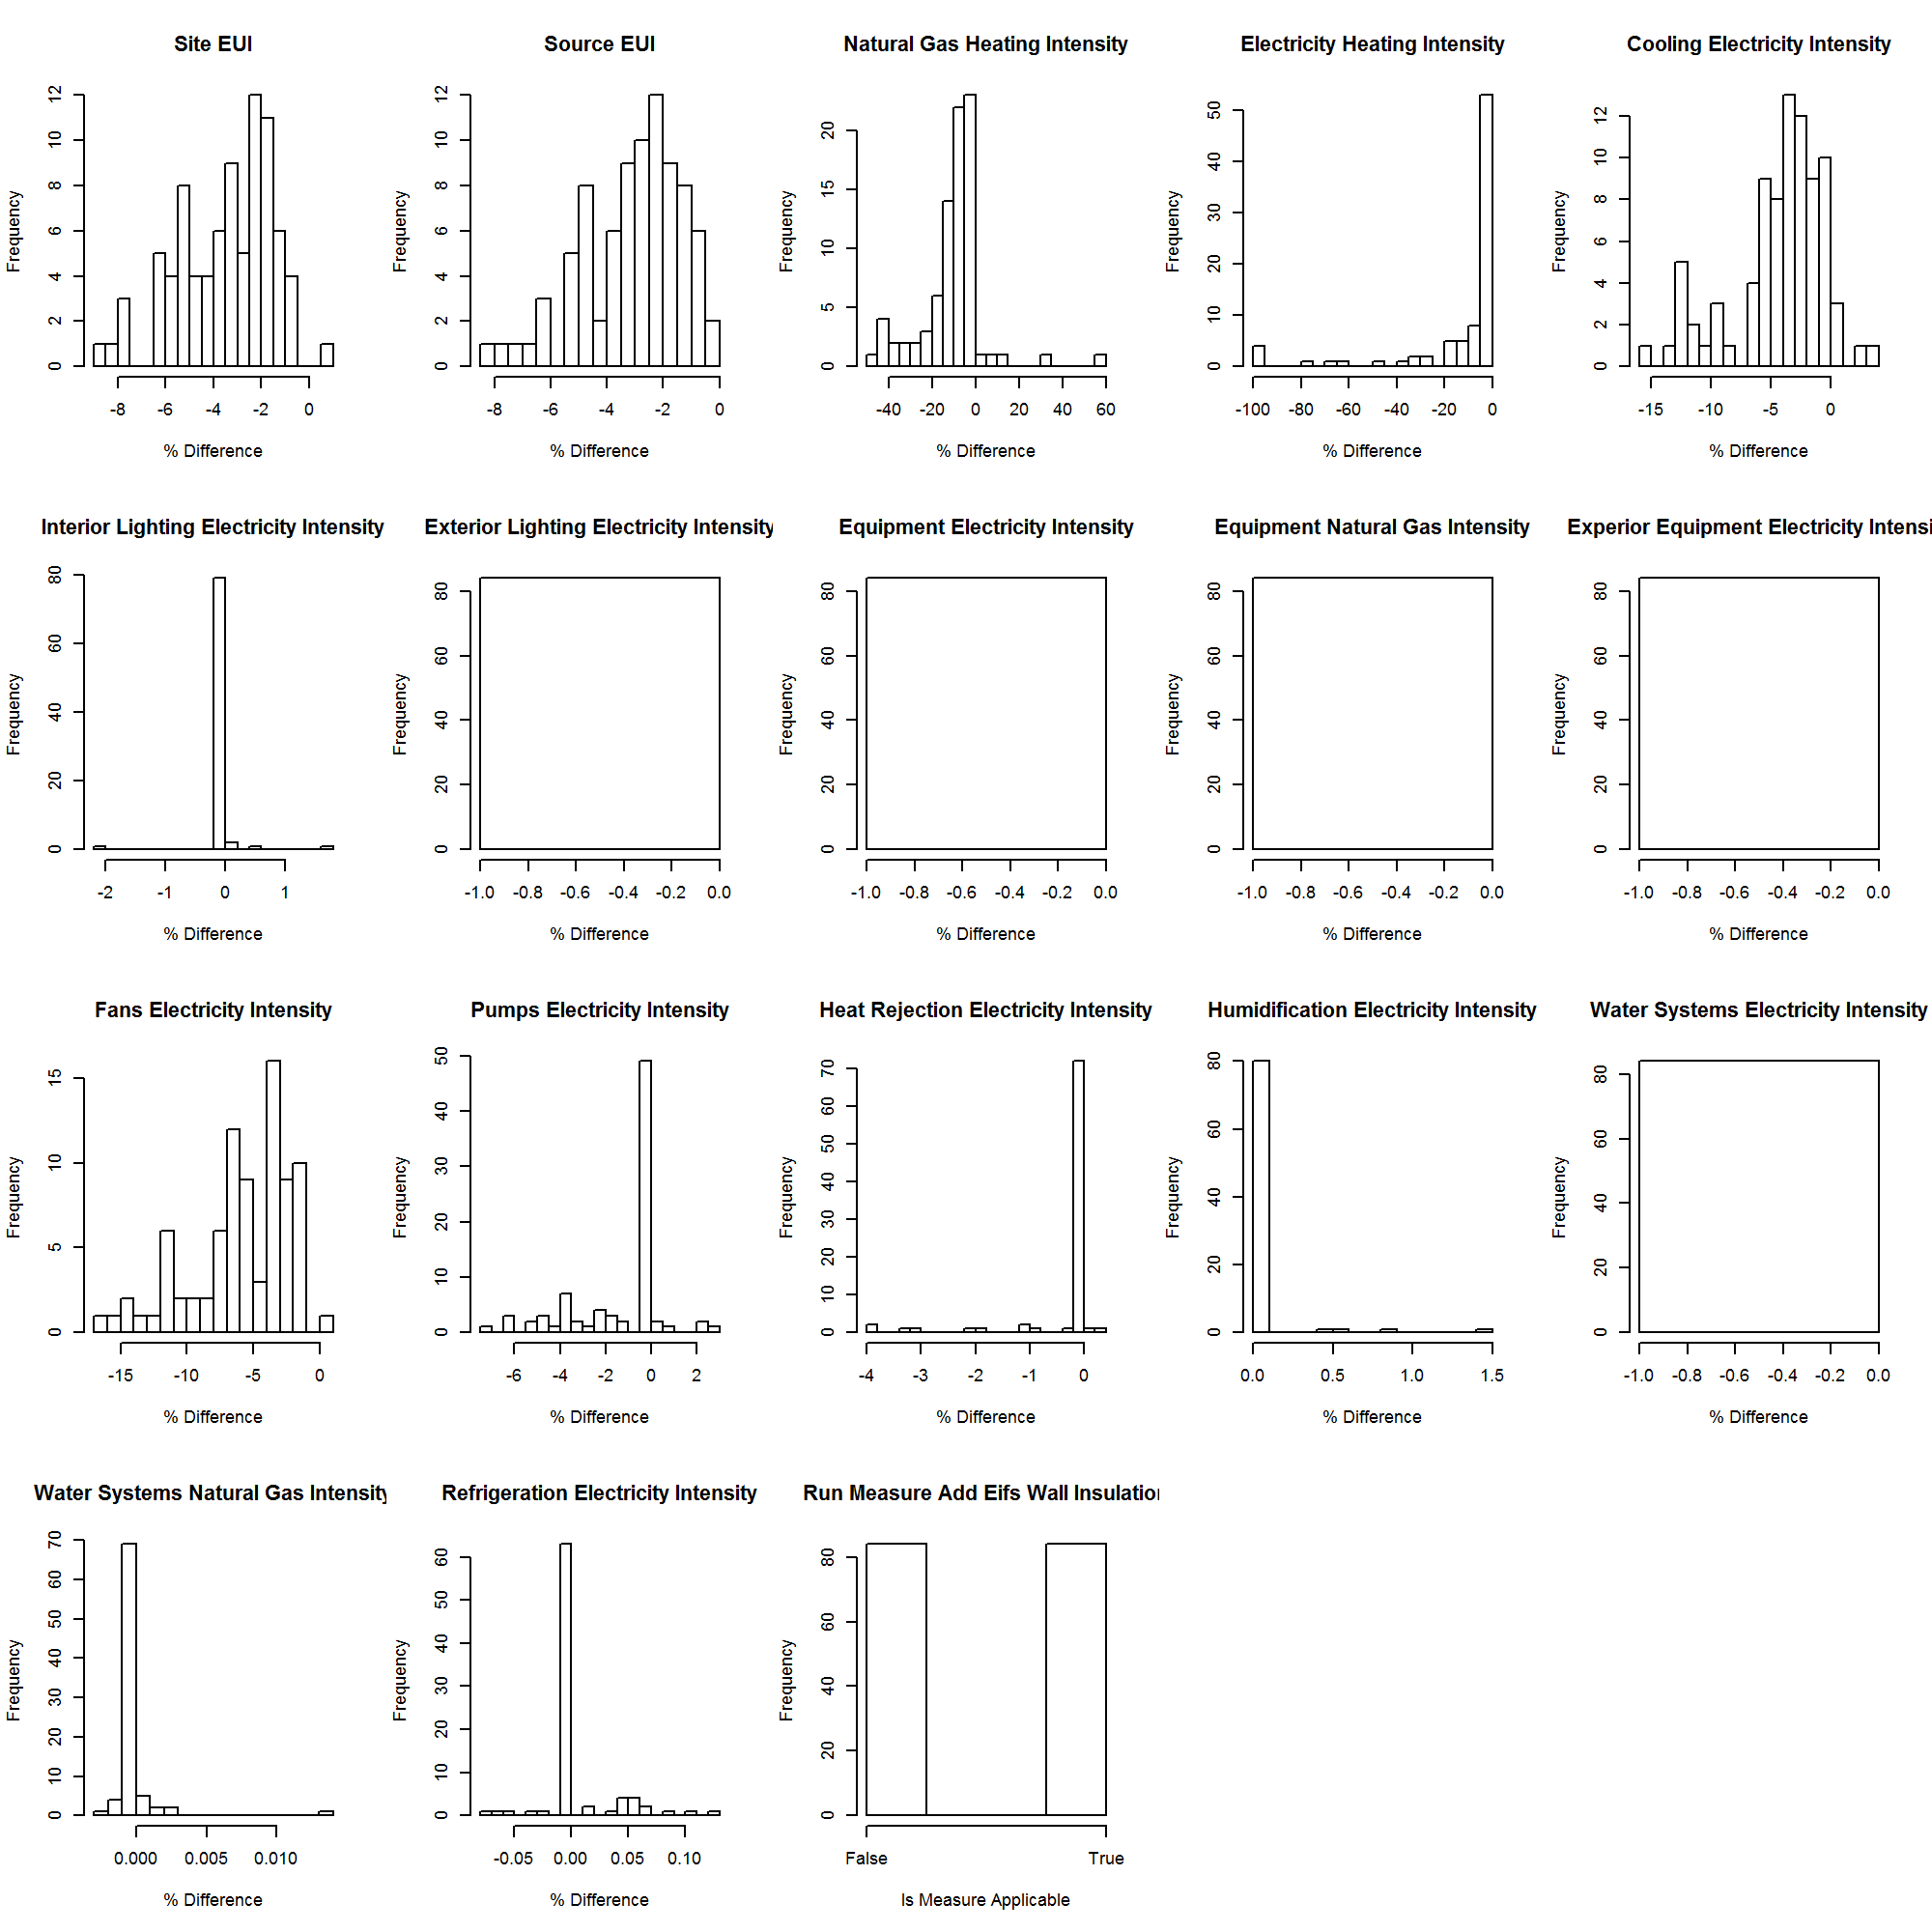 Site EUI
Frequency
0 2 4 6 8 10 12
-8 -6 -4 -2 0
% Difference
Source EUI
Frequency
0 2 4 6 8 10 12
-8 -6 -4 -2 0
% Difference
Natural Gas Heating Intensity
Frequency
0 5 10 15 20
-40 -20 0 20 40 60
% Difference
Electricity Heating Intensity
Frequency
0 10 20 30 40 50
-100 -80 -60 -40 -20 0
% Difference
Cooling Electricity Intensity
Frequency
0 2 4 6 8 10 12
-15 -10 -5 0
% Difference
Interior Lighting Electricity Intensity
Frequency
0 20 40 60 80
-2 -1 0 1
% Difference
Exterior Lighting Electricity Intensity
Frequency
0 20 40 60 80
-1.0 -0.8 -0.6 -0.4 -0.2 0.0
% Difference
Equipment Electricity Intensity
Frequency
0 20 40 60 80
-1.0 -0.8 -0.6 -0.4 -0.2 0.0
% Difference
Equipment Natural Gas Intensity
Frequency
0 20 40 60 80
-1.0 -0.8 -0.6 -0.4 -0.2 0.0
% Difference
Experior Equipment Electricity Intensi
Frequency
0 20 40 60 80
-1.0 -0.8 -0.6 -0.4 -0.2 0.0
% Difference
Fans Electricity Intensity
Frequency
0 5 10 15
-15 -10 -5 0
% Difference
Pumps Electricity Intensity
Frequency
0 10 20 30 40 50
-6 -4 -2 0 2
% Difference
Heat Rejection Electricity Intensity
Frequency
0 10 20 30 40 50 60 70
-4 -3 -2 -1 0
% Difference
Humidification Electricity Intensity
Frequency
0 20 40 60 80
0.0 0.5 1.0 1.5
% Difference
Water Systems Electricity Intensity
Frequency
0 20 40 60 80
-1.0 -0.8 -0.6 -0.4 -0.2 0.0
% Difference
Water Systems Natural Gas Intensity
Frequency
0 10 20 30 40 50 60 70
0.000 0.005 0.010
% Difference
Refrigeration Electricity Intensity
Frequency
0 10 20 30 40 50 60
-0.05 0.00 0.05 0.10
% Difference
Run Measure Add Eifs Wall Insulation
Frequency
0 20 40 60 80
False True
Is Measure Applicable